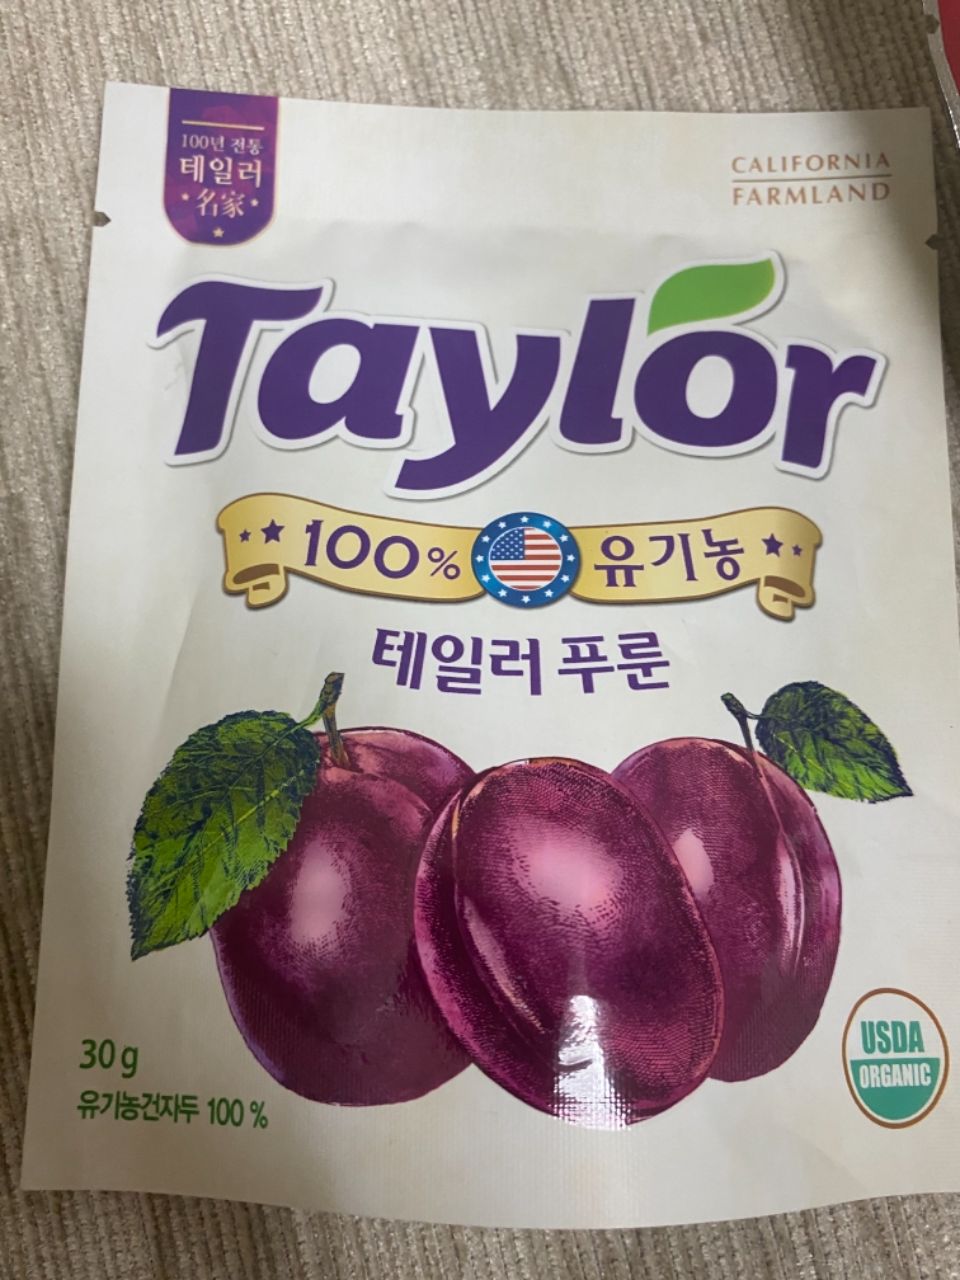 100년 전통
테일러
名家
CALIFORNIA
FARMLAND
Taylor
100% 유기농
테일러 푸룬
30g
유기농건자두 100%
USDA
ORGANIC